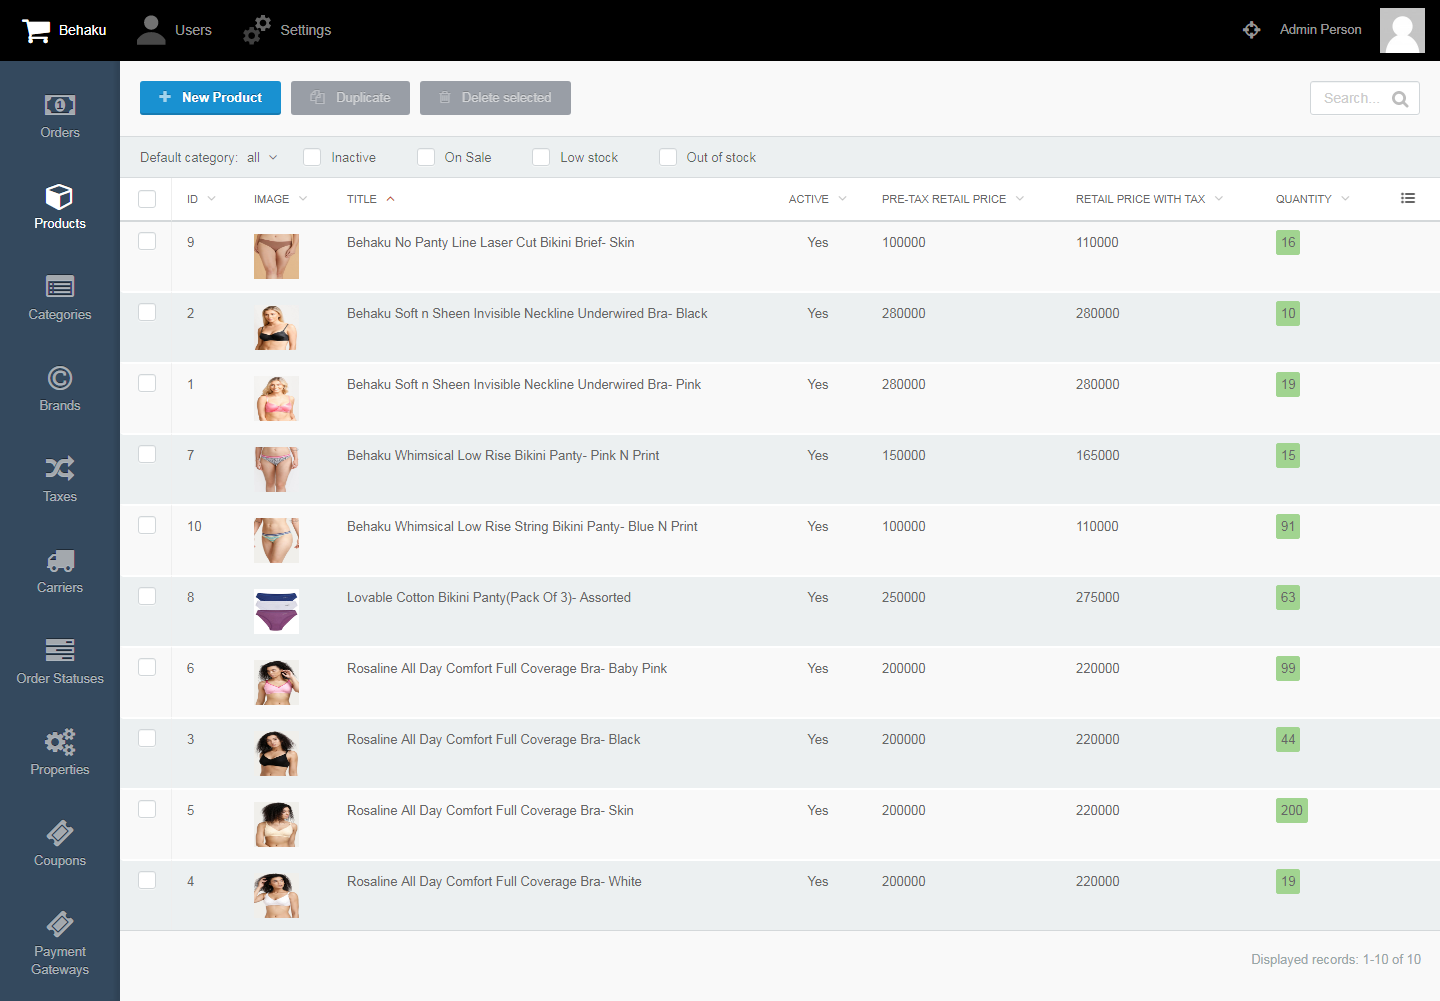 Behaku Users Settings Admin Person
New Product Duplicate Delete selected Search...
Default category: all Inactive On Sale Low stock Out of stock
ID IMAGE TITLE ACTIVE PRE-TAX RETAIL PRICE RETAIL PRICE WITH TAX QUANTITY
9 Behaku No Panty Line Laser Cut Bikini Brief- Skin Yes 100000 110000 16
2 Behaku Soft n Sheen Invisible Neckline Underwired Bra- Black Yes 280000 280000 10
1 Behaku Soft n Sheen Invisible Neckline Underwired Bra- Pink Yes 280000 280000 19
7 Behaku Whimsical Low Rise Bikini Panty- Pink N Print Yes 150000 165000 15
10 Behaku Whimsical Low Rise String Bikini Panty- Blue N Print Yes 100000 110000 91
8 Lovable Cotton Bikini Panty(Pack Of 3)- Assorted Yes 250000 275000 63
6 Rosaline All Day Comfort Full Coverage Bra- Baby Pink Yes 200000 220000 99
3 Rosaline All Day Comfort Full Coverage Bra- Black Yes 200000 220000 44
5 Rosaline All Day Comfort Full Coverage Bra- Skin Yes 200000 220000 200
4 Rosaline All Day Comfort Full Coverage Bra- White Yes 200000 220000 19
Displayed records: 1-10 of 10
Orders
Products
Categories
Brands
Taxes
Carriers
Order Statuses
Properties
Coupons
Payment
Gateways